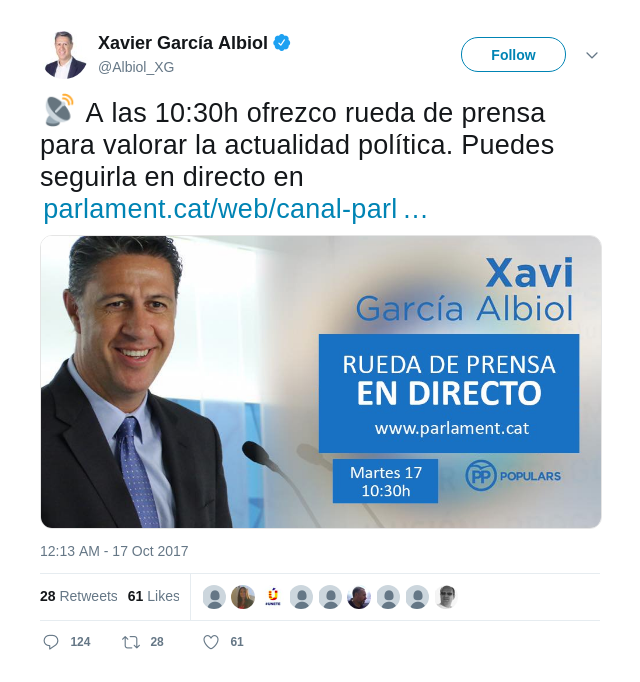 Xavier García Albiol
@Albiol_XG
Follow
A las 10:30h ofrezco rueda de prensa
para valorar la actualidad política. Puedes
seguirla en directo en
parlament.cat/web/canal-parl …
Xavi
García Albiol
RUEDA DE PRENSA
EN DIRECTO
www.parlament.cat
Martes 17
10:30h
PP POPULARS
12:13 AM - 17 Oct 2017
28 Retweets 61 Likes
124 28 61